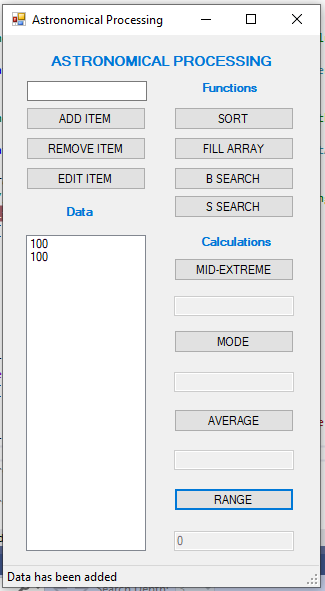 Astronomical Processing
ASTRONOMICAL PROCESSING
Functions
ADD ITEM
REMOVE ITEM
EDIT ITEM
SORT
FILL ARRAY
B SEARCH
S SEARCH
Data
100
100
Calculations
MID-EXTREME
MODE
AVERAGE
RANGE
0
Data has been added